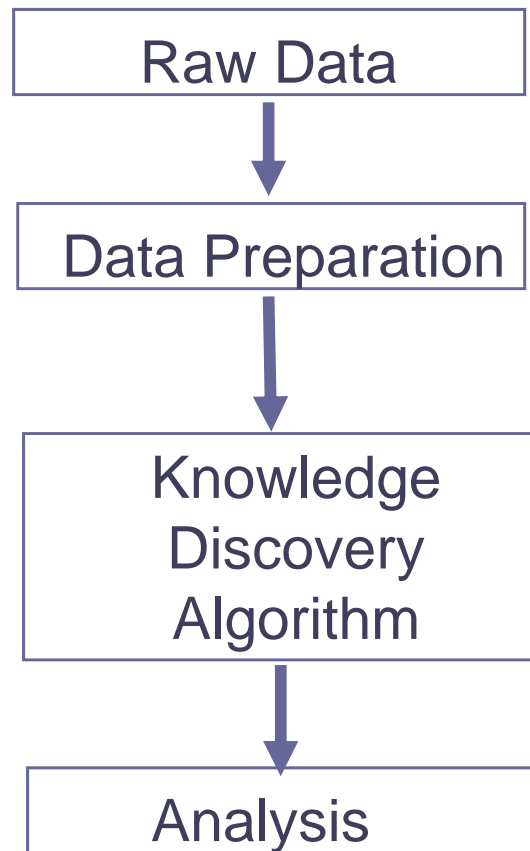 Raw Data
Data Preparation
Knowledge
Discovery
Algorithm
Analysis